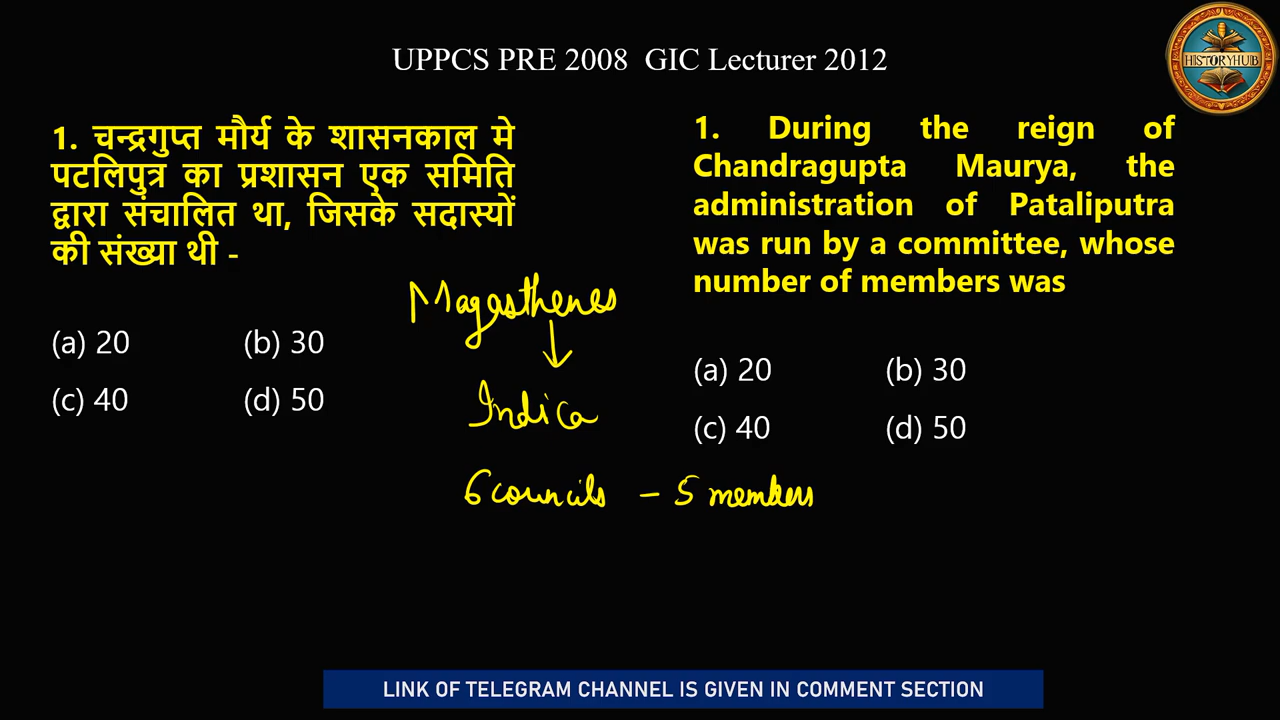 UPPCS PRE 2008 GIC Lecturer 2012
HISTORYHUB
1. चन्द्रगुप्त मौर्य के शासनकाल मे
पटलिपुत्र का प्रशासन एक समिति
द्वारा संचालित था, जिसके सदास्यों
की संख्या थी -
(a) 20 (b) 30
(c) 40 (d) 50
1. During the reign of
Chandragupta Maurya, the
administration of Pataliputra
was run by a committee, whose
number of members was
(a) 20 (b) 30
(c) 40 (d) 50
Magasthenes
Indica
6 councils - 5 members
LINK OF TELEGRAM CHANNEL IS GIVEN IN COMMENT SECTION